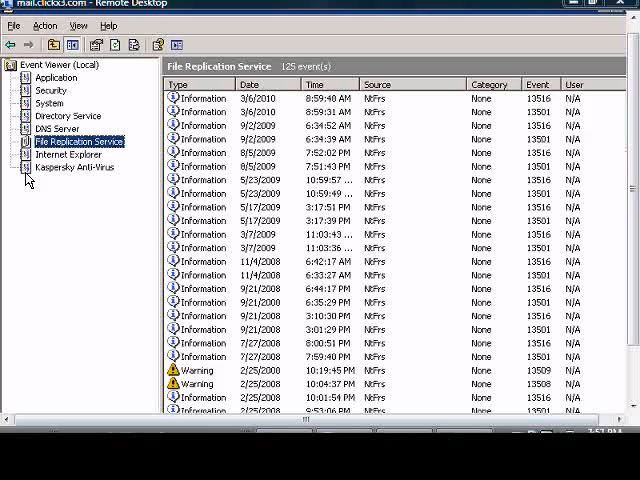 mail.clickx3.com - Remote Desktop
File Action View Help
Event Viewer (Local)
Application
Security
System
Directory Service
DNS Server
File Replication Service
Internet Explorer
Kaspersky Anti-Virus
File Replication Service 125 event(s)
Type Date Time Source Category Event User
Information 3/6/2010 8:59:48 AM NtFrs None 13516 N/A
Information 3/6/2010 8:59:40 AM NtFrs None 13501 N/A
Information 9/2/2009 6:34:52 AM NtFrs None 13516 N/A
Information 9/2/2009 6:34:39 AM NtFrs None 13501 N/A
Information 8/5/2009 7:52:02 PM NtFrs None 13516 N/A
Information 8/5/2009 7:51:43 PM NtFrs None 13501 N/A
Information 5/23/2009 10:59:57 ... NtFrs None 13516 N/A
Information 5/23/2009 10:59:49 ... NtFrs None 13501 N/A
Information 5/17/2009 3:17:51 PM NtFrs None 13516 N/A
Information 5/17/2009 3:17:39 PM NtFrs None 13501 N/A
Information 3/7/2009 11:03:43 ... NtFrs None 13516 N/A
Information 3/7/2009 11:03:36 ... NtFrs None 13501 N/A
Information 11/4/2008 6:42:17 AM NtFrs None 13516 N/A
Information 11/4/2008 6:33:27 AM NtFrs None 13501 N/A
Information 9/21/2008 6:44:17 PM NtFrs None 13516 N/A
Information 9/21/2008 6:35:29 PM NtFrs None 13501 N/A
Information 9/21/2008 3:10:30 PM NtFrs None 13516 N/A
Information 9/21/2008 3:01:29 PM NtFrs None 13501 N/A
Information 7/27/2008 8:00:51 PM NtFrs None 13516 N/A
Information 7/27/2008 7:59:40 PM NtFrs None 13501 N/A
Warning 2/25/2008 10:19:45 PM NtFrs None 13509 N/A
Warning 2/25/2008 10:04:37 PM NtFrs None 13508 N/A
Information 2/25/2008 10:01:54 PM NtFrs None 13516 N/A
Information 2/25/2008 9:53:06 PM NtFrs None 13501 N/A
7:57 PM